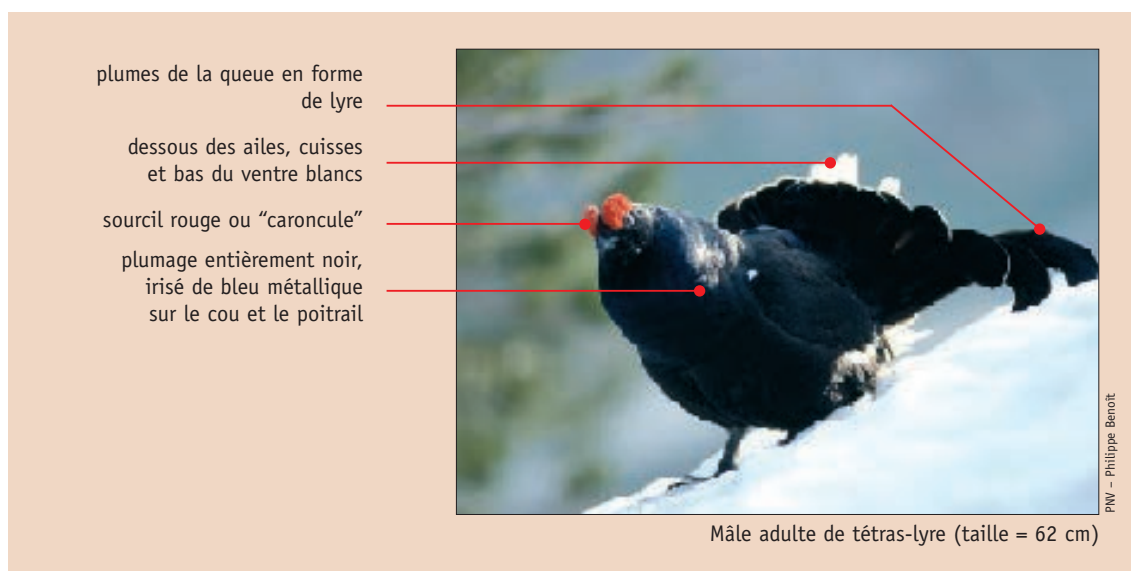 plumes de la queue en forme
de lyre
dessous des ailes, cuisses
et bas du ventre blancs
sourcil rouge ou “caroncule”
plumage entièrement noir,
irisé de bleu métallique
sur le cou et le poitrail
PNV – Philippe Benoît
Mâle adulte de tétras-lyre (taille = 62 cm)